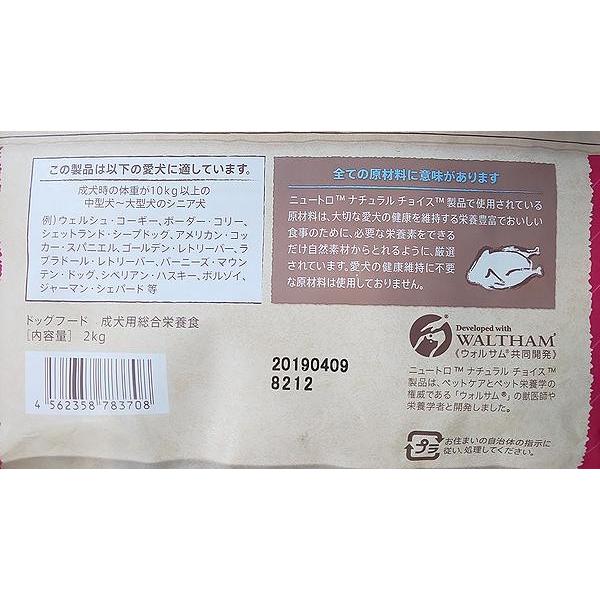 この製品は以下の愛犬に適しています。
成犬時の体重が10kg以上の
中型犬〜大型犬のシニア犬
例）ウェルシュ・コーギー、ボーダー・コリー、
シェットランド・シープドッグ、アメリカン・コッ
カー・スパニエル、ゴールデン・レトリーバー、ラ
ブラドール・レトリーバー、バーニーズ・マウン
テン・ドッグ、シベリアン・ハスキー、ボルゾイ、
ジャーマン・シェパード 等
全ての原材料に意味があります
ニュートロ™ ナチュラル チョイス™ 製品で使用されている
原材料は、大切な愛犬の健康を維持する栄養豊富でおいしい
食事のために、必要な栄養素をできる
だけ自然素材からとれるように、厳選
されています。愛犬の健康維持に不要
な原材料は使用しておりません。
ドッグフード 成犬用総合栄養食
[内容量] 2kg
4 562358 783708
20190409
8212
Developed with
WALTHAM®
《ウォルサム®共同開発》
ニュートロ™ ナチュラル チョイス™
製品は、ペットケアとペット栄養学の
権威である「ウォルサム®」の獣医師や
栄養学者と開発しました。
プラ
お住まいの自治体の指示に
従い、処理してください。